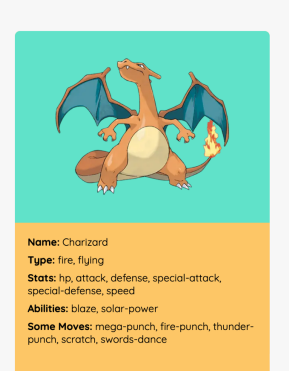 Name: Charizard
Type: fire, flying
Stats: hp, attack, defense, special-attack,
special-defense, speed
Abilities: blaze, solar-power
Some Moves: mega-punch, fire-punch, thunder-
punch, scratch, swords-dance